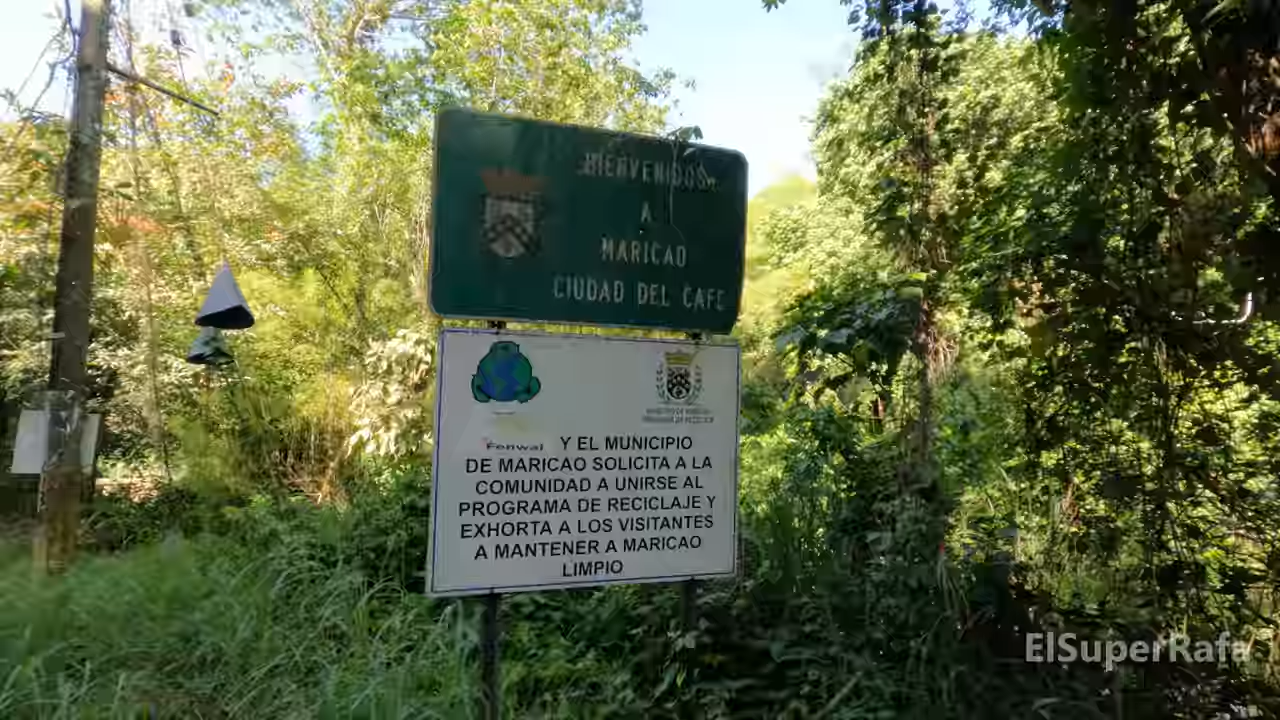 BIENVENIDOS
A
MARICAO
CIUDAD DEL CAFE
Fenwal Y EL MUNICIPIO
DE MARICAO SOLICITA A LA
COMUNIDAD A UNIRSE AL
PROGRAMA DE RECICLAJE Y
EXHORTA A LOS VISITANTES
A MANTENER A MARICAO
LIMPIO
ElSuperRafa